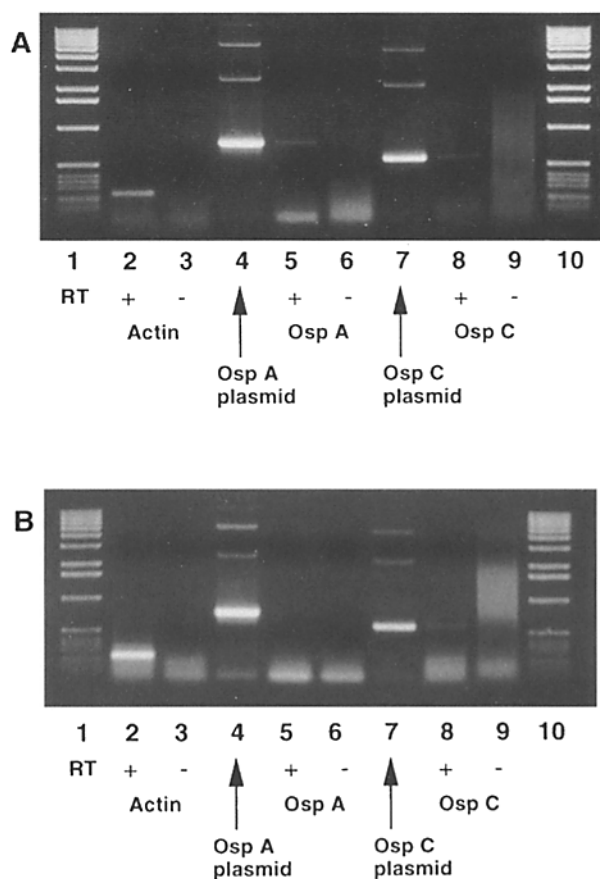 A
1 2 3 4 5 6 7 8 9 10
RT + - + - + -
Actin Osp A Osp C
Osp A Osp C
plasmid plasmid
B
1 2 3 4 5 6 7 8 9 10
RT + - + - + -
Actin Osp A Osp C
Osp A Osp C
plasmid plasmid